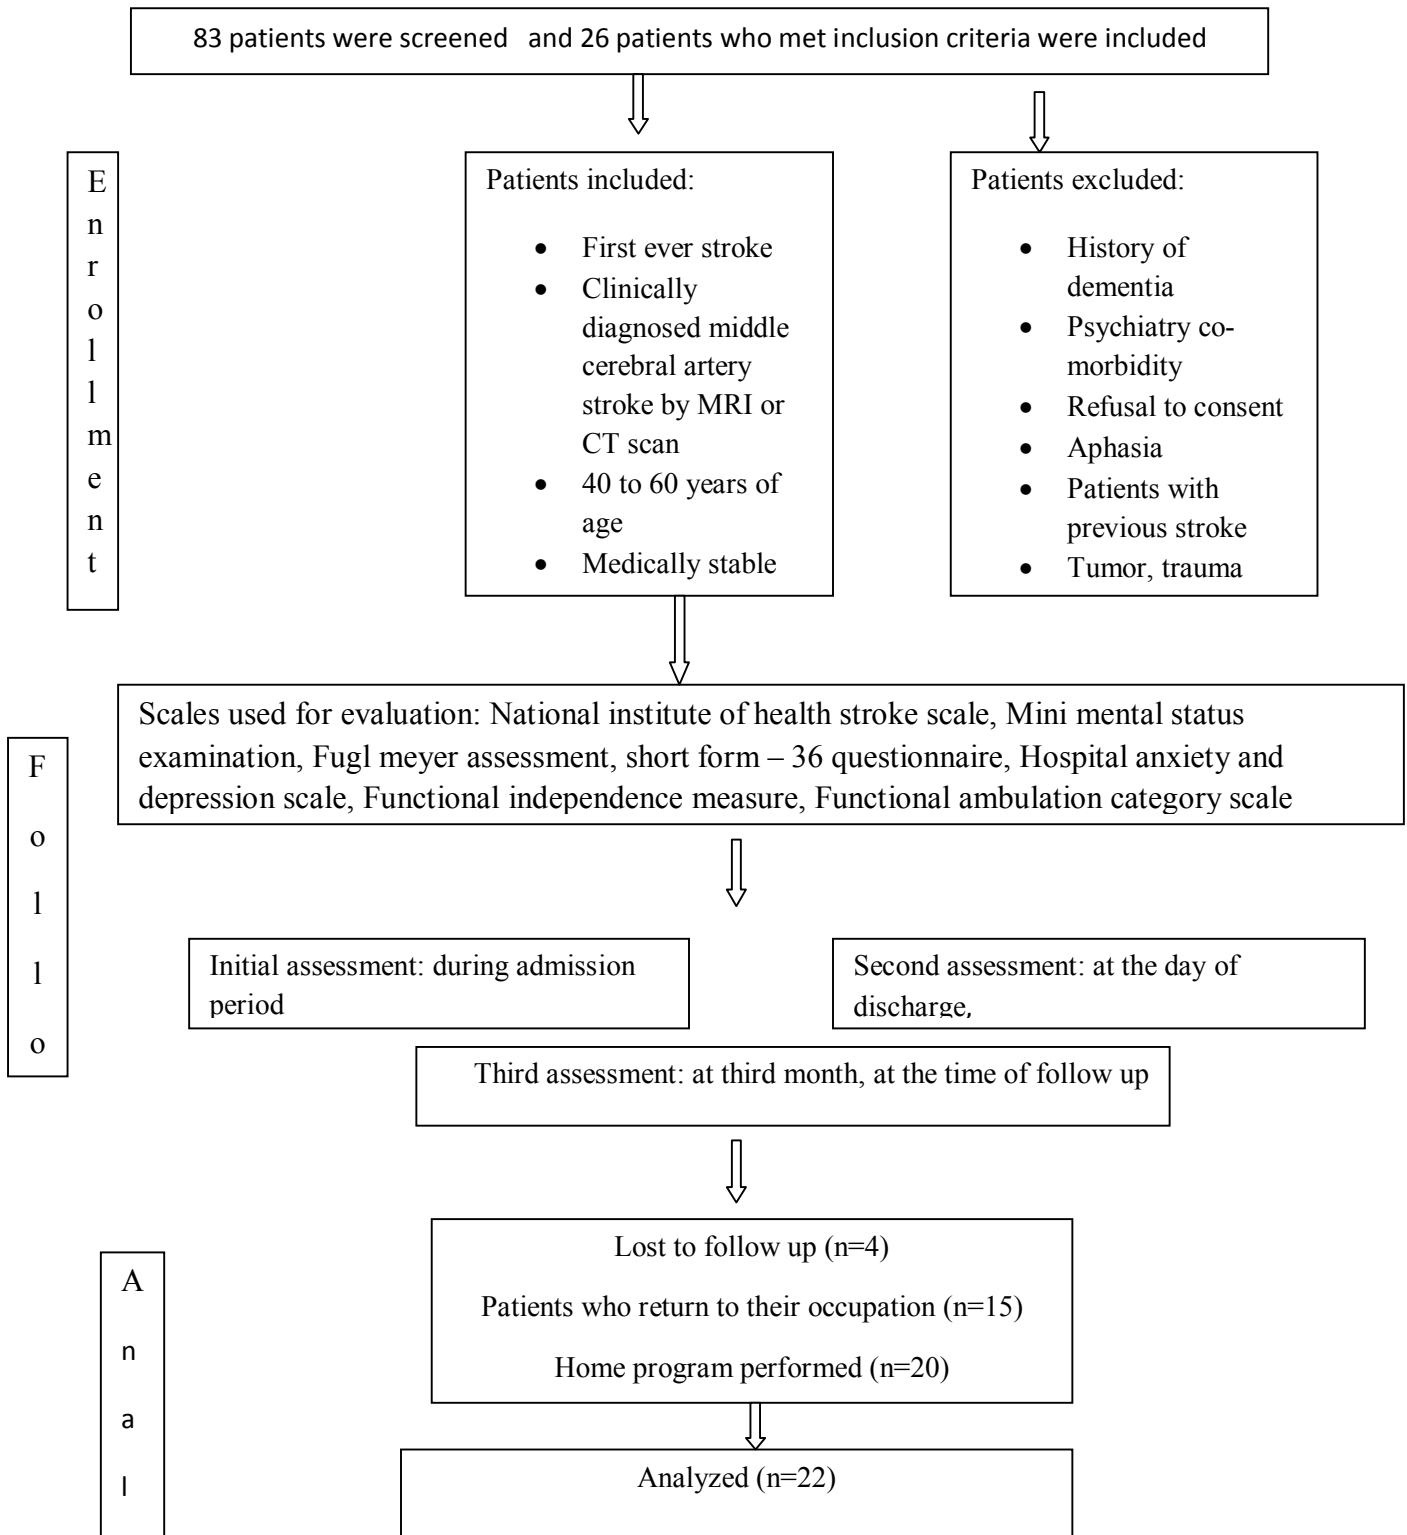 83 patients were screened and 26 patients who met inclusion criteria were included
E
n
r
o
l
l
m
e
n
t
Patients included:
• First ever stroke
• Clinically
diagnosed middle
cerebral artery
stroke by MRI or
CT scan
• 40 to 60 years of
age
• Medically stable
Patients excluded:
• History of
dementia
• Psychiatry co-
morbidity
• Refusal to consent
• Aphasia
• Patients with
previous stroke
• Tumor, trauma
F
o
l
l
o
Scales used for evaluation: National institute of health stroke scale, Mini mental status
examination, Fugl meyer assessment, short form – 36 questionnaire, Hospital anxiety and
depression scale, Functional independence measure, Functional ambulation category scale
Initial assessment: during admission
period
Second assessment: at the day of
discharge,
Third assessment: at third month, at the time of follow up
A
n
a
l
Lost to follow up (n=4)
Patients who return to their occupation (n=15)
Home program performed (n=20)
Analyzed (n=22)